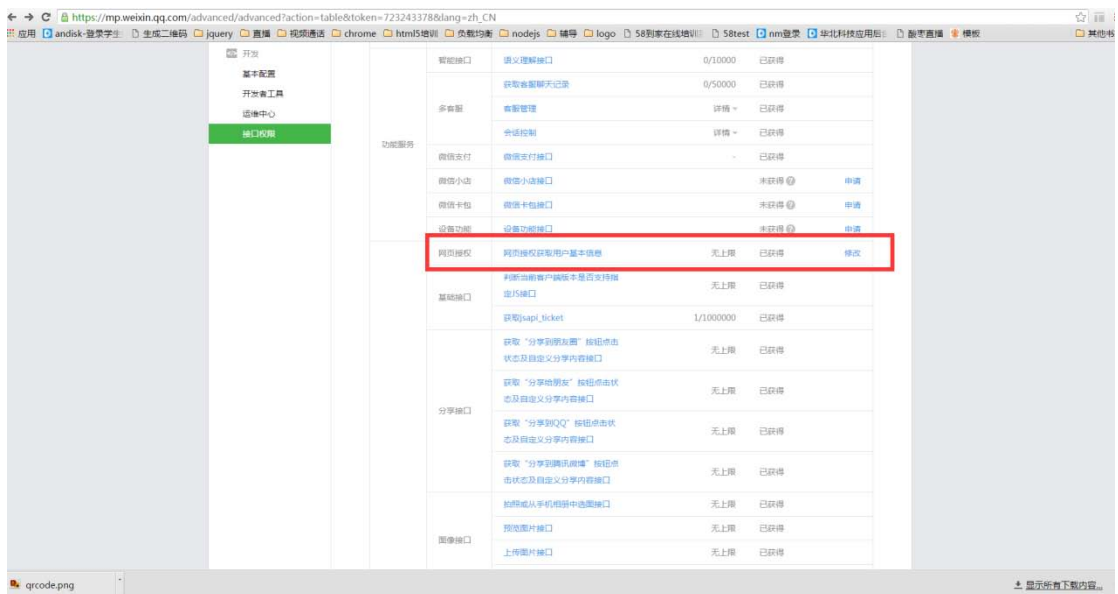 https://mp.weixin.qq.com/advanced/advanced?action=table&token=723243378&lang=zh_CN
应用 andisk-登录学生 生成二维码 jquery 直播 视频通话 chrome html5培训 负载均衡 nodejs 辅导 logo 58到家在线培训 58test nm登录 华北科技应用后台 酸枣直播 模板 其他书
开发
基本配置
开发者工具
运维中心
接口权限
功能服务
智能接口 语义理解接口 0/10000 已获得
多客服
获取客服聊天记录 0/50000 已获得
客服管理 详情 已获得
会话控制 详情 已获得
微信支付 微信支付接口 - 已获得
微信小店 微信小店接口 未获得 申请
微信卡包 微信卡包接口 未获得 申请
设备功能 设备功能接口 未获得 申请
网页授权 网页授权获取用户基本信息 无上限 已获得 修改
基础接口
判断当前客户端版本是否支持指
定JS接口 无上限 已获得
获取jsapi_ticket 1/1000000 已获得
分享接口
获取“分享到朋友圈”按钮点击
状态及自定义分享内容接口 无上限 已获得
获取“分享给朋友”按钮点击状
态及自定义分享内容接口 无上限 已获得
获取“分享到QQ”按钮点击状
态及自定义分享内容接口 无上限 已获得
获取“分享到腾讯微博”按钮点
击状态及自定义分享内容接口 无上限 已获得
图像接口
拍照或从手机相册中选图接口 无上限 已获得
预览图片接口 无上限 已获得
上传图片接口 无上限 已获得
qrcode.png 显示所有下载内容...